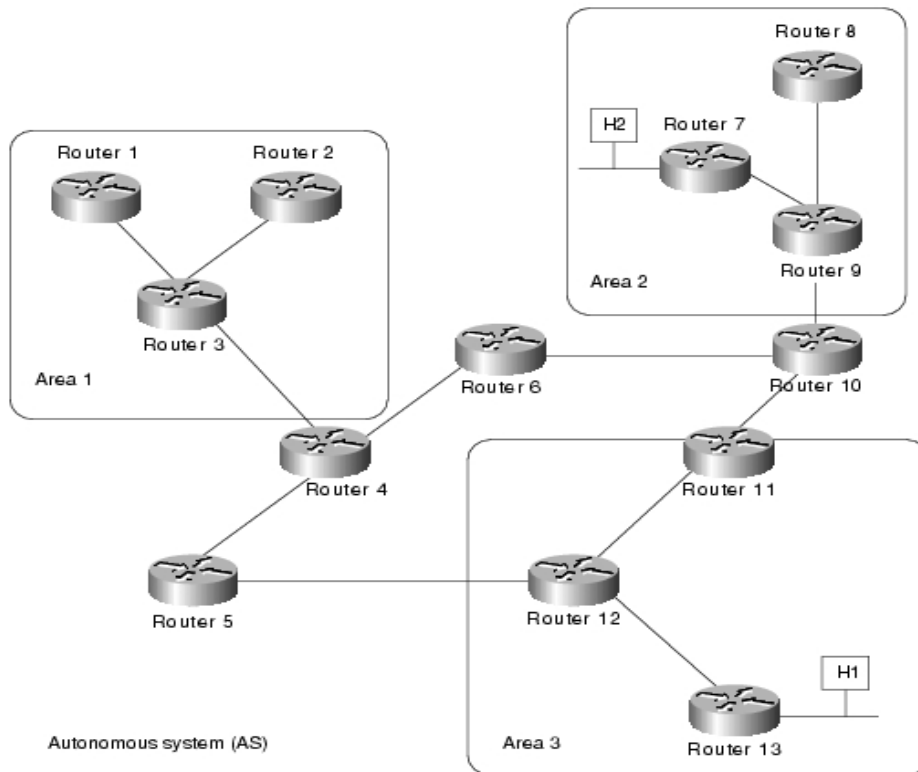 Router 8
H2
Router 7
Router 1
Router 2
Router 9
Area 2
Router 3
Router 6
Router 10
Area 1
Router 4
Router 11
Router 5
Router 12
H1
Autonomous system (AS)
Area 3
Router 13